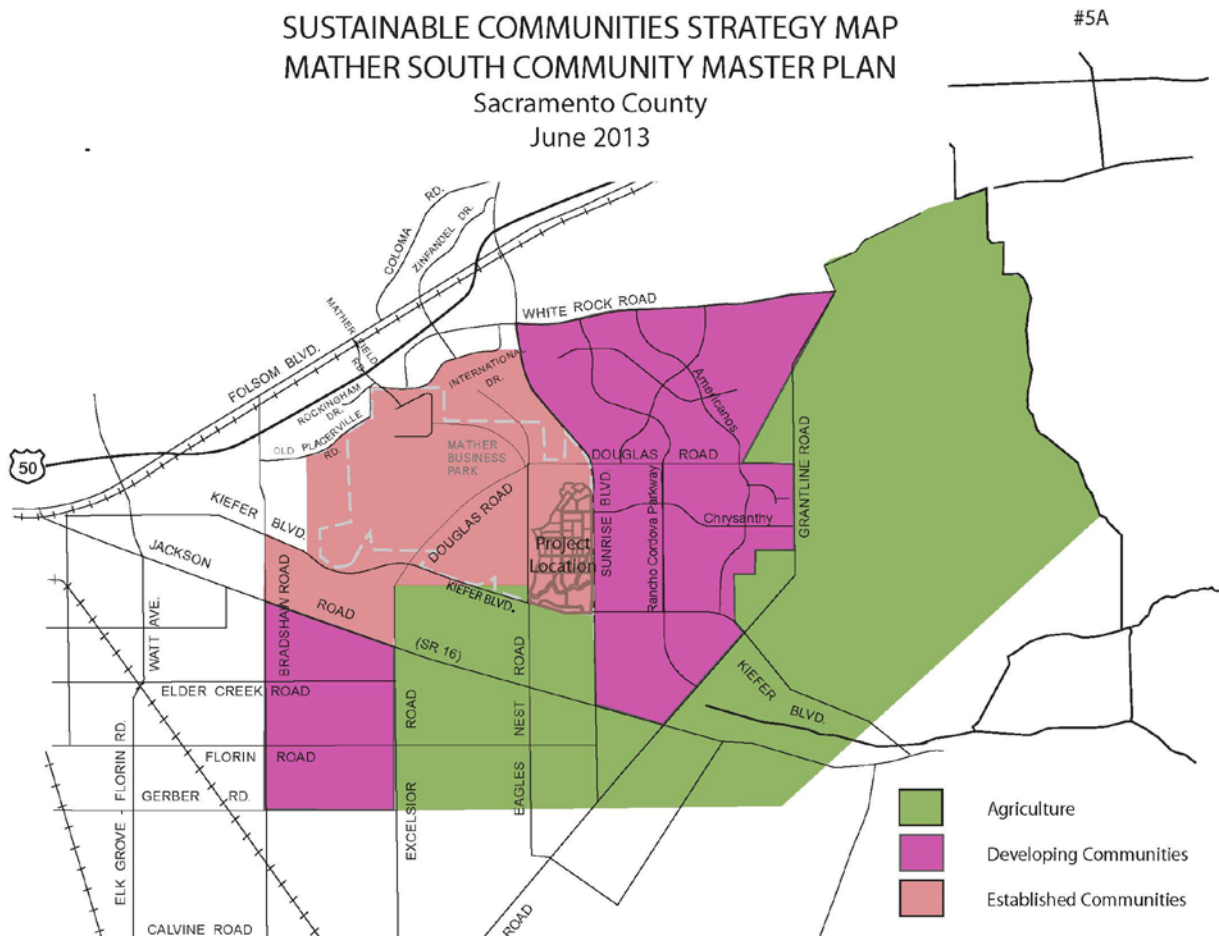 SUSTAINABLE COMMUNITIES STRATEGY MAP
MATHER SOUTH COMMUNITY MASTER PLAN
Sacramento County
June 2013
#5A
COLOMA RD.
ZINFANDEL DR.
MATHER FIELD RD.
WHITE ROCK ROAD
FOLSOM BLVD.
INTERNATIONAL DR.
ROCKINGHAM DR.
OLD PLACERVILLE RD.
Americanos
50
MATHER
BUSINESS
PARK
DOUGLAS ROAD
KIEFER BLVD.
DOUGLAS ROAD
SUNRISE BLVD.
Rancho Cordova Parkway
Chrysanthy
GRANTLINE ROAD
Project
Location
JACKSON ROAD
(SR 16)
KIEFER BLVD.
BRADSHAW ROAD
WATT AVE.
KIEFER BLVD.
ELDER CREEK ROAD
EXCELSIOR ROAD
EAGLES NEST ROAD
FLORIN ROAD
GERBER RD.
ELK GROVE - FLORIN RD.
CALVINE ROAD
ROAD
Agriculture
Developing Communities
Established Communities